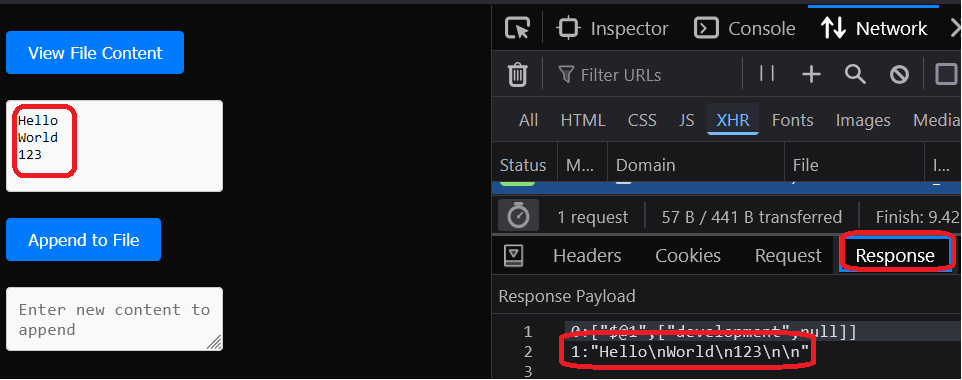 View File Content
Hello
World
123
Append to File
Enter new content to
append
Inspector
Console
Network
Filter URLs
All HTML CSS JS XHR Fonts Images Media
Status M... Domain File I...
1 request 57 B / 441 B transferred Finish: 9.42
Headers Cookies Request Response
Response Payload
1 0:["$@1",["development",null]]
2 1:"Hello\nWorld\n123\n\n"
3